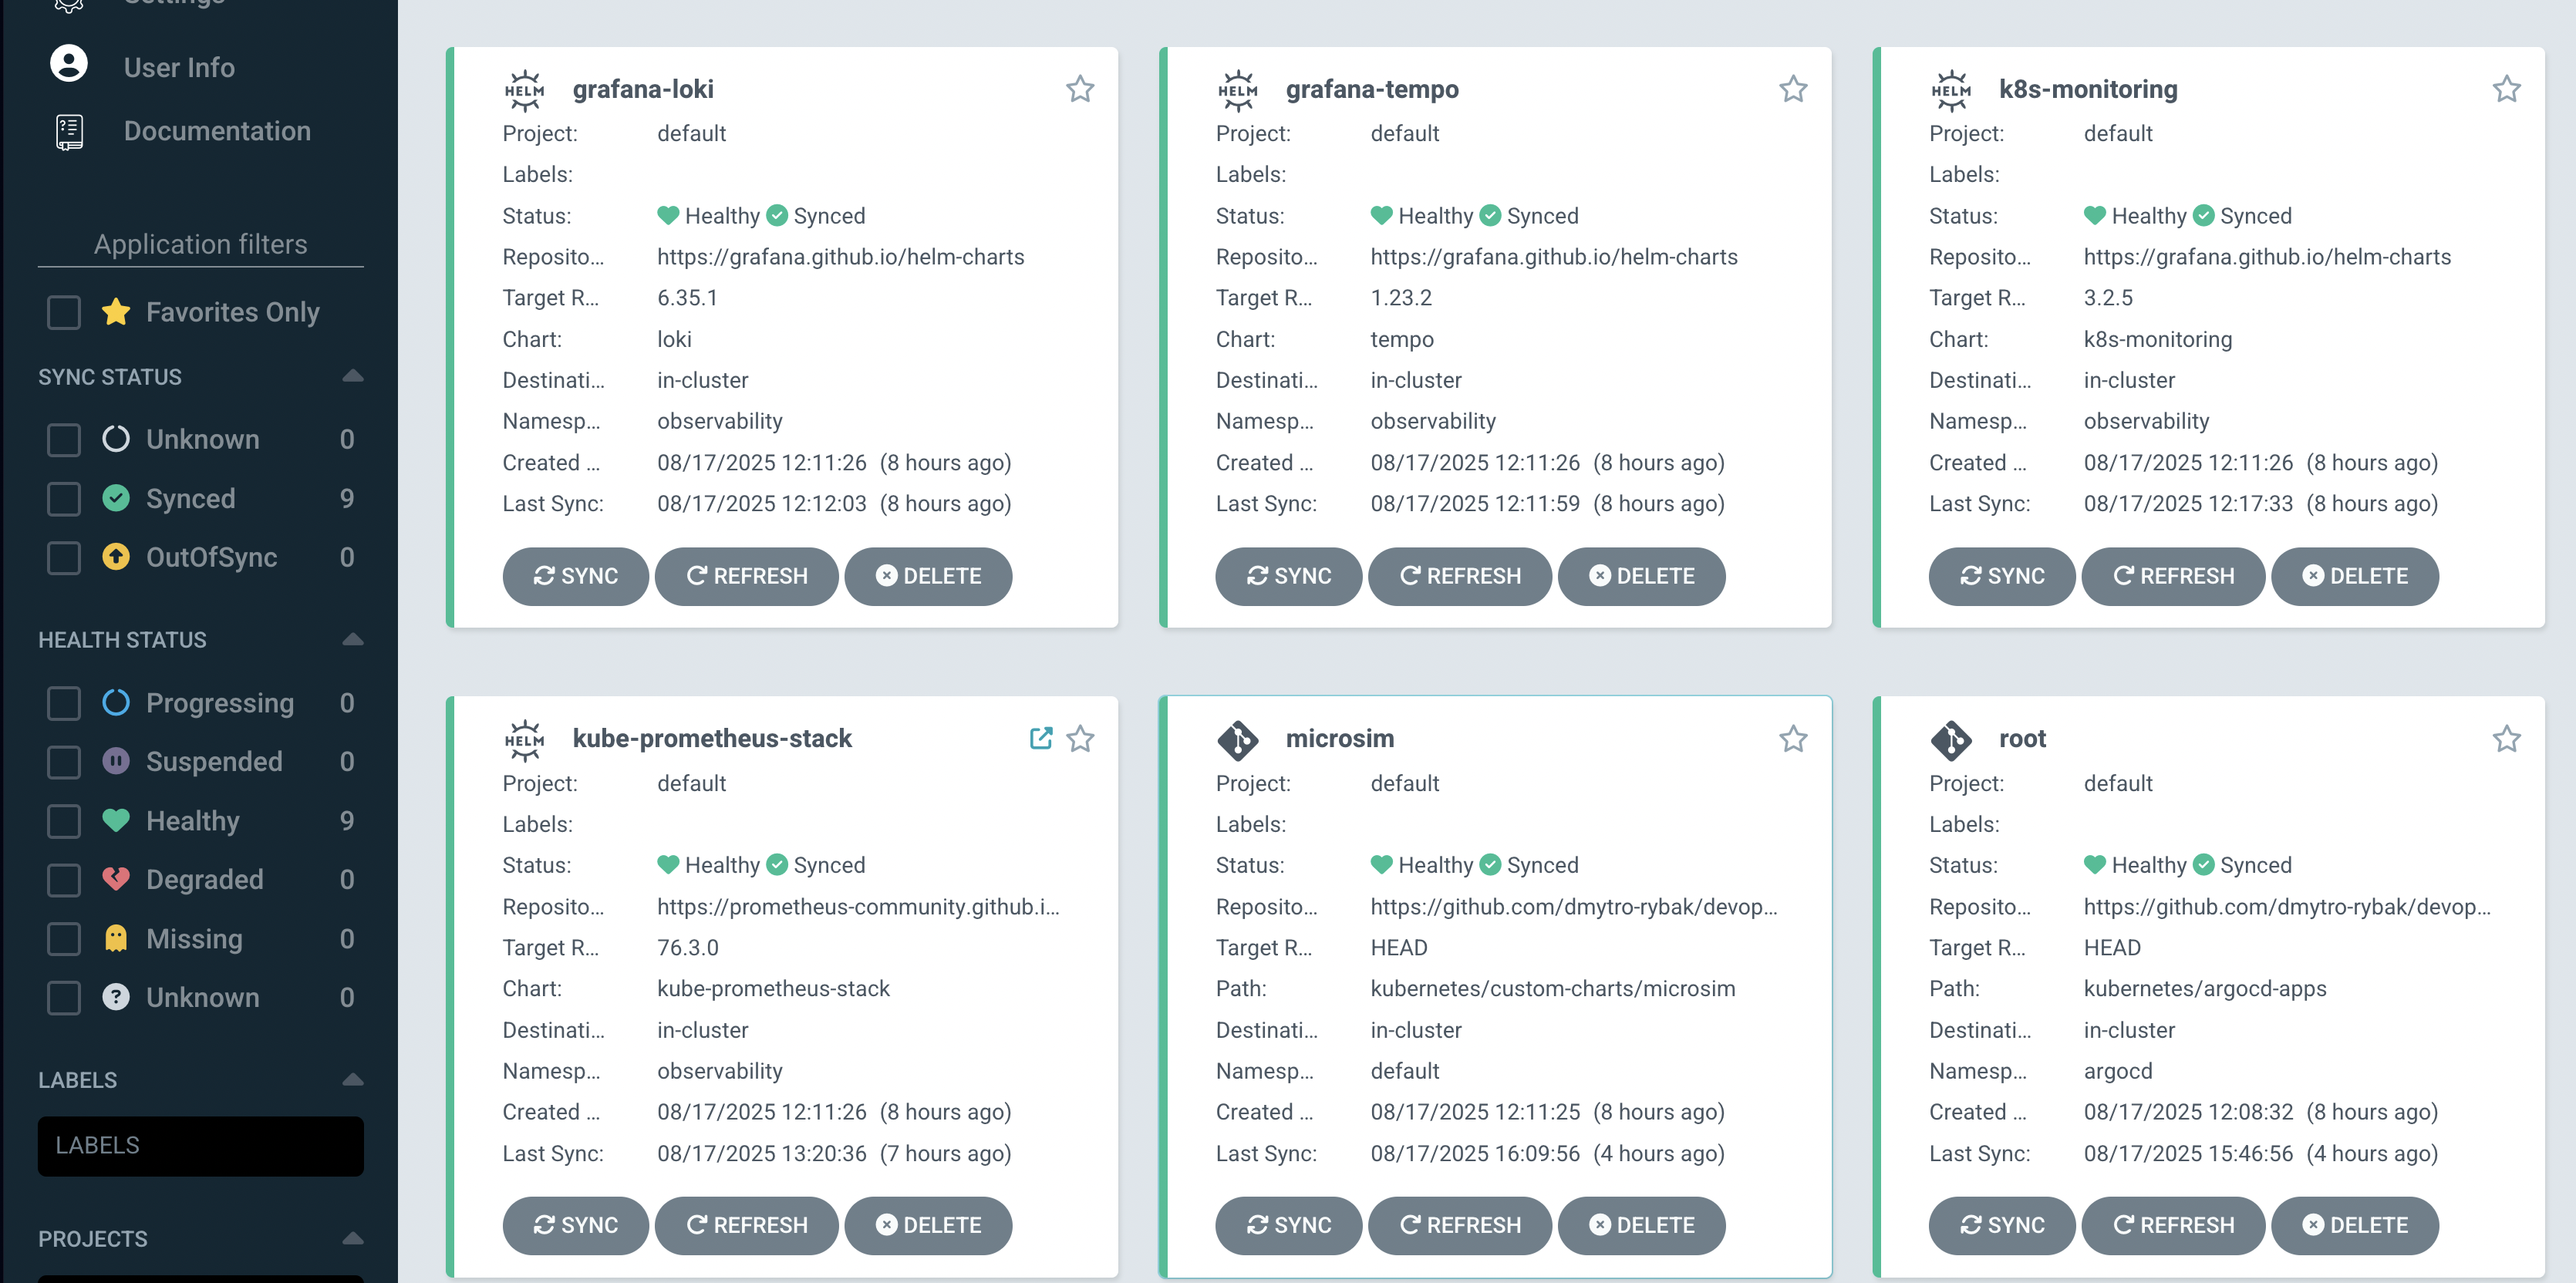 Settings
User Info
Documentation
Application filters
Favorites Only
SYNC STATUS
Unknown 0
Synced 9
OutOfSync 0
HEALTH STATUS
Progressing 0
Suspended 0
Healthy 9
Degraded 0
Missing 0
Unknown 0
LABELS
LABELS
PROJECTS
HELM grafana-loki
Project: default
Labels:
Status: Healthy Synced
Reposito... https://grafana.github.io/helm-charts
Target R... 6.35.1
Chart: loki
Destinati... in-cluster
Namesp... observability
Created ... 08/17/2025 12:11:26 (8 hours ago)
Last Sync: 08/17/2025 12:12:03 (8 hours ago)
SYNC REFRESH DELETE
HELM grafana-tempo
Project: default
Labels:
Status: Healthy Synced
Reposito... https://grafana.github.io/helm-charts
Target R... 1.23.2
Chart: tempo
Destinati... in-cluster
Namesp... observability
Created ... 08/17/2025 12:11:26 (8 hours ago)
Last Sync: 08/17/2025 12:11:59 (8 hours ago)
SYNC REFRESH DELETE
HELM k8s-monitoring
Project: default
Labels:
Status: Healthy Synced
Reposito... https://grafana.github.io/helm-charts
Target R... 3.2.5
Chart: k8s-monitoring
Destinati... in-cluster
Namesp... observability
Created ... 08/17/2025 12:11:26 (8 hours ago)
Last Sync: 08/17/2025 12:17:33 (8 hours ago)
SYNC REFRESH DELETE
HELM kube-prometheus-stack
Project: default
Labels:
Status: Healthy Synced
Reposito... https://prometheus-community.github.i...
Target R... 76.3.0
Chart: kube-prometheus-stack
Destinati... in-cluster
Namesp... observability
Created ... 08/17/2025 12:11:26 (8 hours ago)
Last Sync: 08/17/2025 13:20:36 (7 hours ago)
SYNC REFRESH DELETE
microsim
Project: default
Labels:
Status: Healthy Synced
Reposito... https://github.com/dmytro-rybak/devop...
Target R... HEAD
Path: kubernetes/custom-charts/microsim
Destinati... in-cluster
Namesp... default
Created ... 08/17/2025 12:11:25 (8 hours ago)
Last Sync: 08/17/2025 16:09:56 (4 hours ago)
SYNC REFRESH DELETE
root
Project: default
Labels:
Status: Healthy Synced
Reposito... https://github.com/dmytro-rybak/devop...
Target R... HEAD
Path: kubernetes/argocd-apps
Destinati... in-cluster
Namesp... argocd
Created ... 08/17/2025 12:08:32 (8 hours ago)
Last Sync: 08/17/2025 15:46:56 (4 hours ago)
SYNC REFRESH DELETE